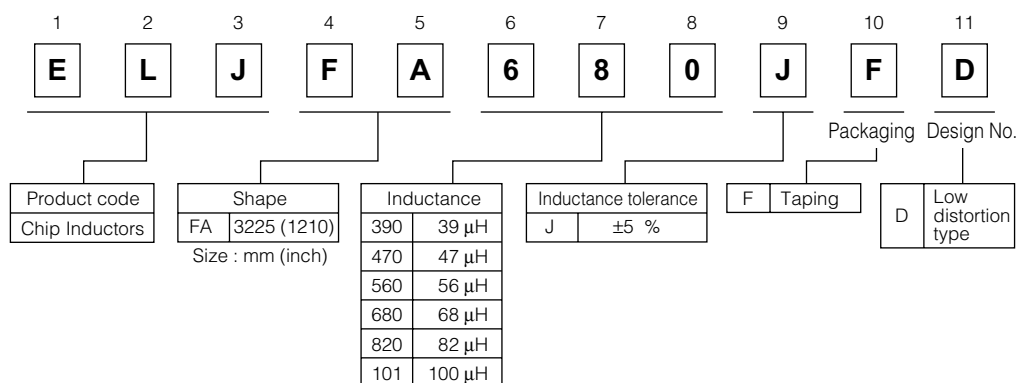 1 2 3 4 5 6 7 8 9 10 11
E L J F A 6 8 0 J F D
Packaging Design No.
Product code
Chip Inductors
Shape
FA 3225 (1210)
Size : mm (inch)
Inductance
390 39 μH
470 47 μH
560 56 μH
680 68 μH
820 82 μH
101 100 μH
Inductance tolerance
J ±5 %
F Taping
D Low
distortion
type